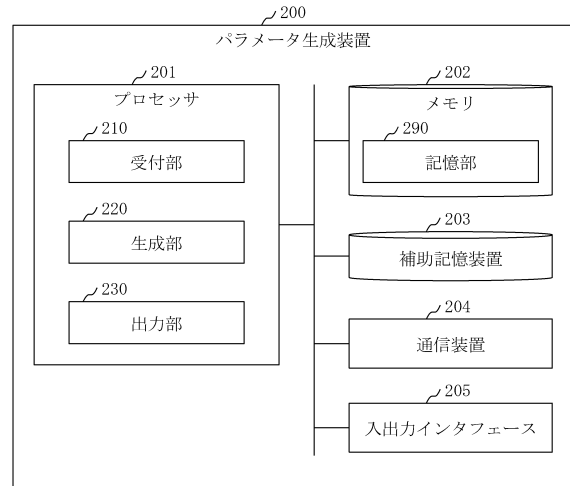 200
パラメータ生成装置
201
プロセッサ
210
受付部
220
生成部
230
出力部
202
メモリ
290
記憶部
203
補助記憶装置
204
通信装置
205
入出力インタフェース